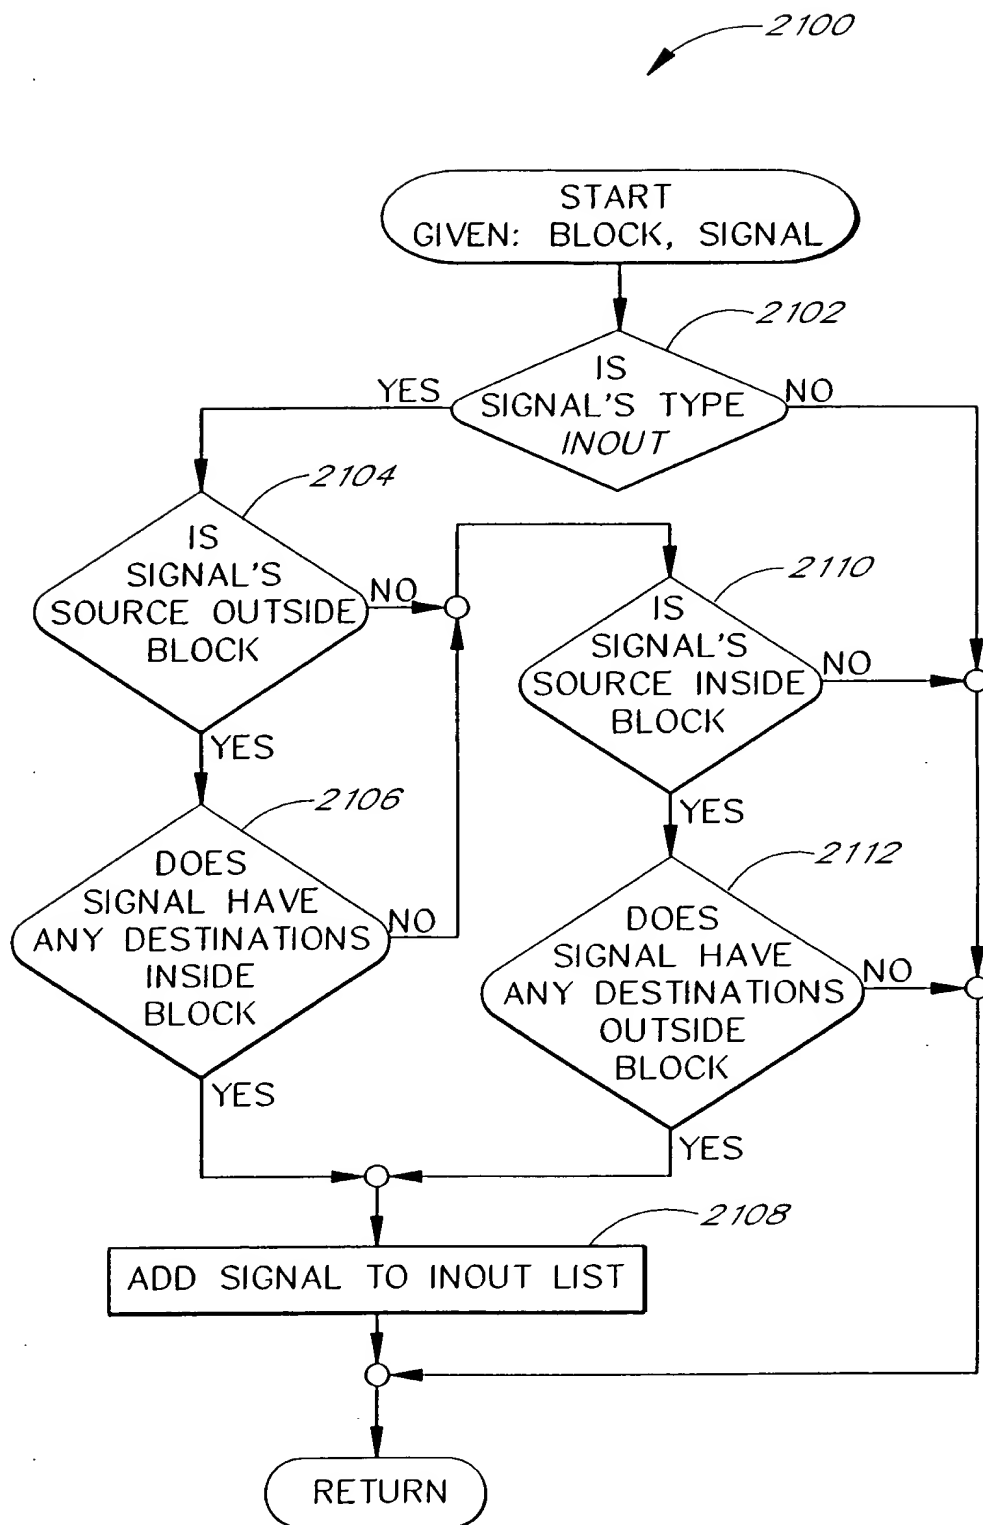 2100
START
GIVEN: BLOCK, SIGNAL
2102
IS
SIGNAL'S TYPE
INOUT
YES
NO
2104
IS
SIGNAL'S
SOURCE OUTSIDE
BLOCK
NO
YES
2110
IS
SIGNAL'S
SOURCE INSIDE
BLOCK
NO
YES
2106
DOES
SIGNAL HAVE
ANY DESTINATIONS
INSIDE
BLOCK
NO
YES
2112
DOES
SIGNAL HAVE
ANY DESTINATIONS
OUTSIDE
BLOCK
NO
YES
2108
ADD SIGNAL TO INOUT LIST
RETURN